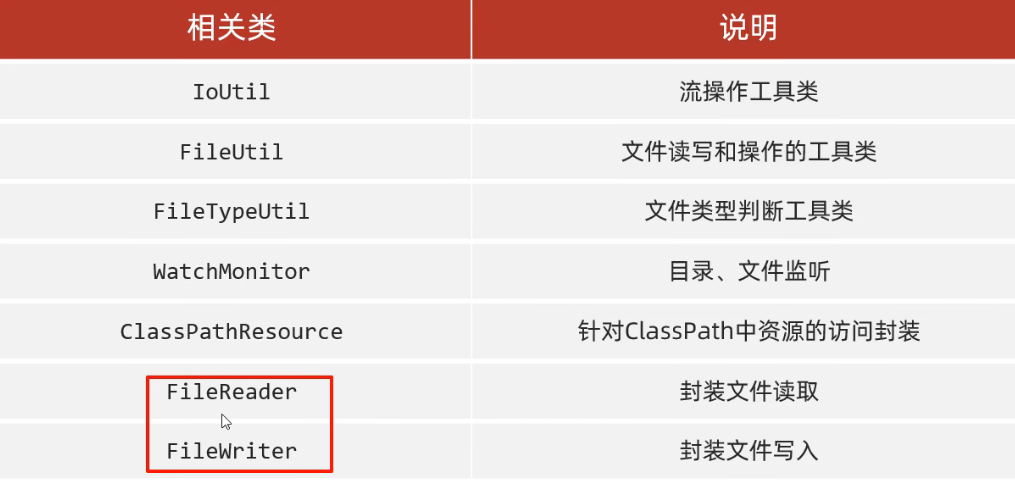 相关类 说明
IoUtil 流操作工具类
FileUtil 文件读写和操作的工具类
FileTypeUtil 文件类型判断工具类
WatchMonitor 目录、文件监听
ClassPathResource 针对ClassPath中资源的访问封装
FileReader 封装文件读取
FileWriter 封装文件写入